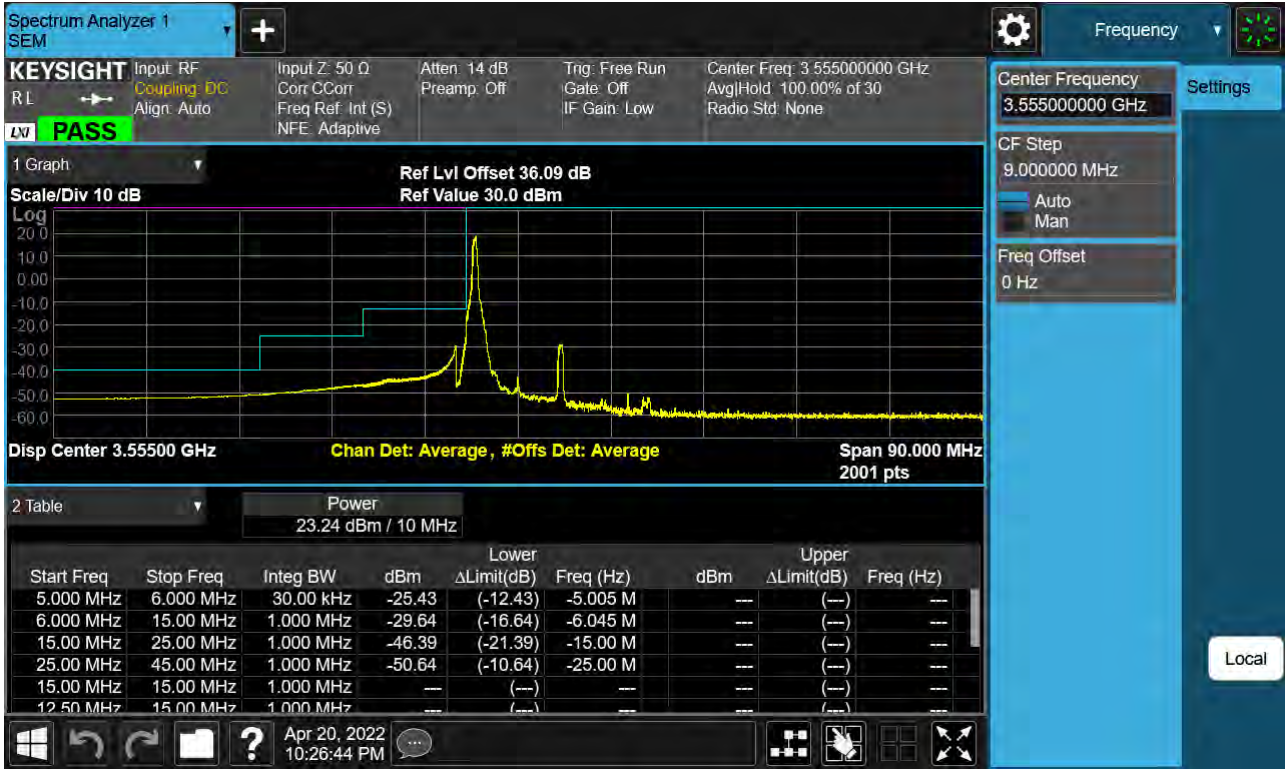 Spectrum Analyzer 1
SEM
+
Frequency
KEYSIGHT
R L
LXI
PASS
Input: RF
Coupling: DC
Align: Auto
Input Z: 50 Ω
Corr CCorr
Freq Ref: Int (S)
NFE: Adaptive
Atten: 14 dB
Preamp: Off
Trig: Free Run
Gate: Off
IF Gain: Low
Center Freq: 3.555000000 GHz
Avg|Hold: 100.00% of 30
Radio Std: None
Center Frequency
3.555000000 GHz
Settings
CF Step
9.000000 MHz
Auto
Man
Freq Offset
0 Hz
Local
1 Graph
Scale/Div 10 dB
Ref Lvl Offset 36.09 dB
Ref Value 30.0 dBm
Log
20.0
10.0
0.00
-10.0
-20.0
-30.0
-40.0
-50.0
-60.0
Disp Center 3.55500 GHz
Chan Det: Average, #Offs Det: Average
Span 90.000 MHz
2001 pts
2 Table
Power
23.24 dBm / 10 MHz
Lower Upper
Start Freq Stop Freq Integ BW dBm ΔLimit(dB) Freq (Hz) dBm ΔLimit(dB) Freq (Hz)
5.000 MHz 6.000 MHz 30.00 kHz -25.43 (-12.43) -5.005 M --- (---) ---
6.000 MHz 15.00 MHz 1.000 MHz -29.64 (-16.64) -6.045 M --- (---) ---
15.00 MHz 25.00 MHz 1.000 MHz -46.39 (-21.39) -15.00 M --- (---) ---
25.00 MHz 45.00 MHz 1.000 MHz -50.64 (-10.64) -25.00 M --- (---) ---
15.00 MHz 15.00 MHz 1.000 MHz --- (---) --- --- (---) ---
12.50 MHz 15.00 MHz 1.000 MHz --- (---) --- --- (---) ---
?
Apr 20, 2022
10:26:44 PM